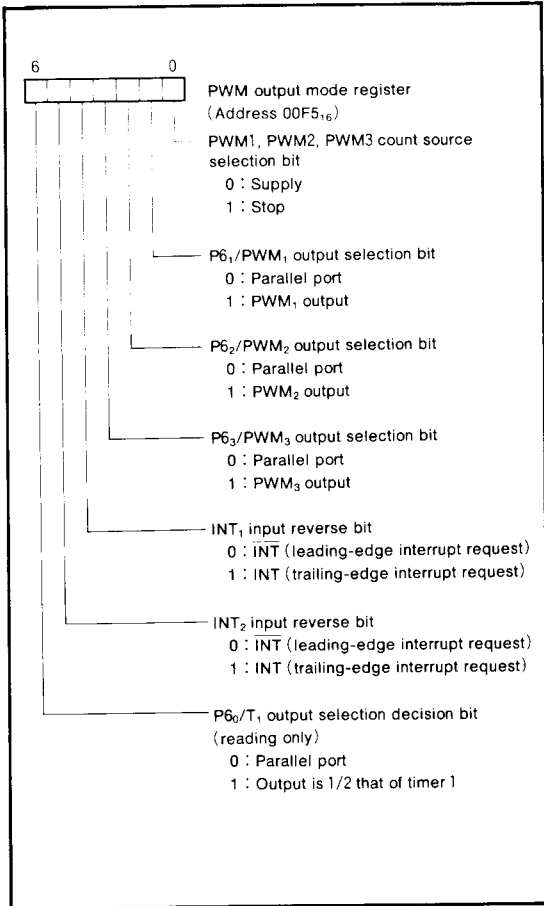 6 0
PWM output mode register
(Address 00F5₁₆)
PWM1, PWM2, PWM3 count source
selection bit
0 : Supply
1 : Stop
P6₁/PWM₁ output selection bit
0 : Parallel port
1 : PWM₁ output
P6₂/PWM₂ output selection bit
0 : Parallel port
1 : PWM₂ output
P6₃/PWM₃ output selection bit
0 : Parallel port
1 : PWM₃ output
INT₁ input reverse bit
0 : I̅N̅T̅ (leading-edge interrupt request)
1 : INT (trailing-edge interrupt request)
INT₂ input reverse bit
0 : I̅N̅T̅ (leading-edge interrupt request)
1 : INT (trailing-edge interrupt request)
P6₀/T₁ output selection decision bit
(reading only)
0 : Parallel port
1 : Output is 1/2 that of timer 1